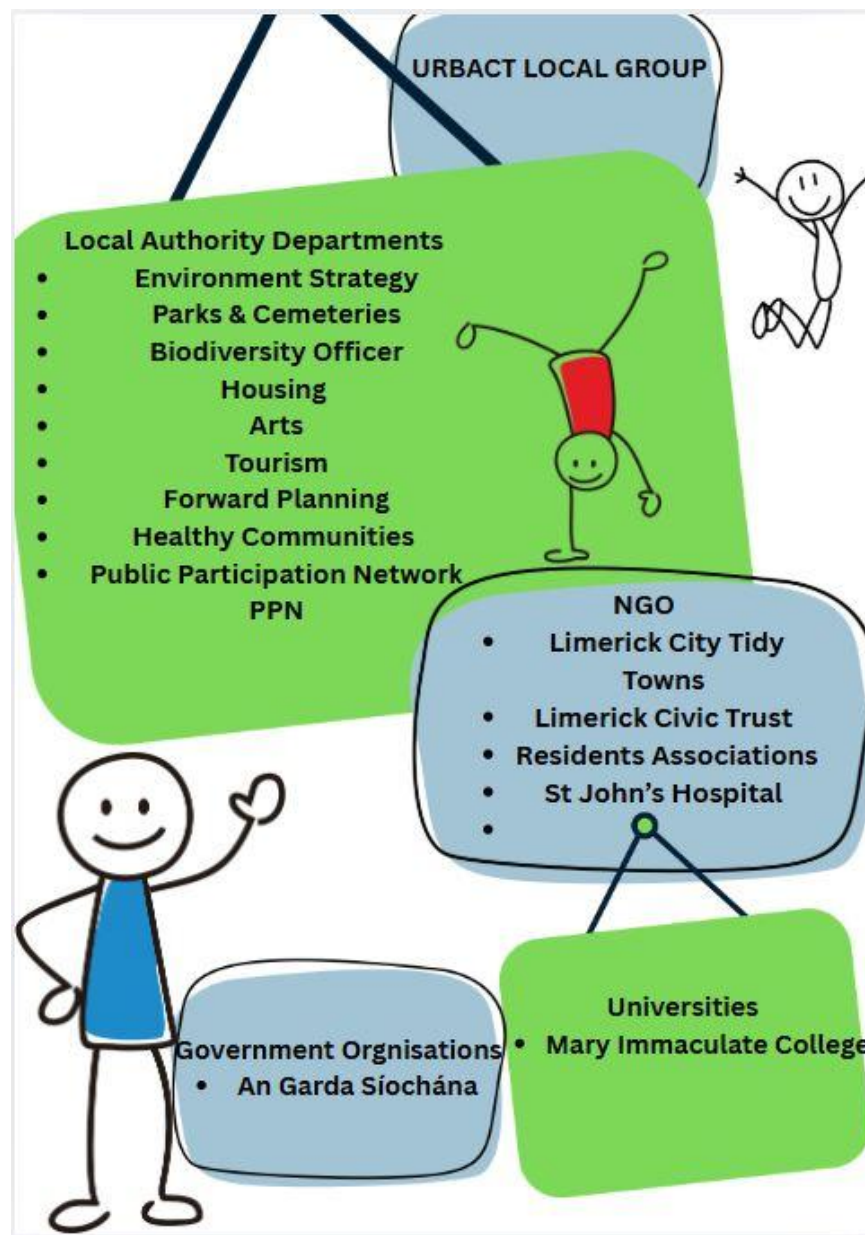 URBACT LOCAL GROUP
Local Authority Departments
• Environment Strategy
• Parks & Cemeteries
• Biodiversity Officer
• Housing
• Arts
• Tourism
• Forward Planning
• Healthy Communities
• Public Participation Network
PPN
NGO
• Limerick City Tidy
Towns
• Limerick Civic Trust
• Residents Associations
• St John’s Hospital
•
Universities
• Mary Immaculate College
Government Orgnisations
• An Garda Síochána